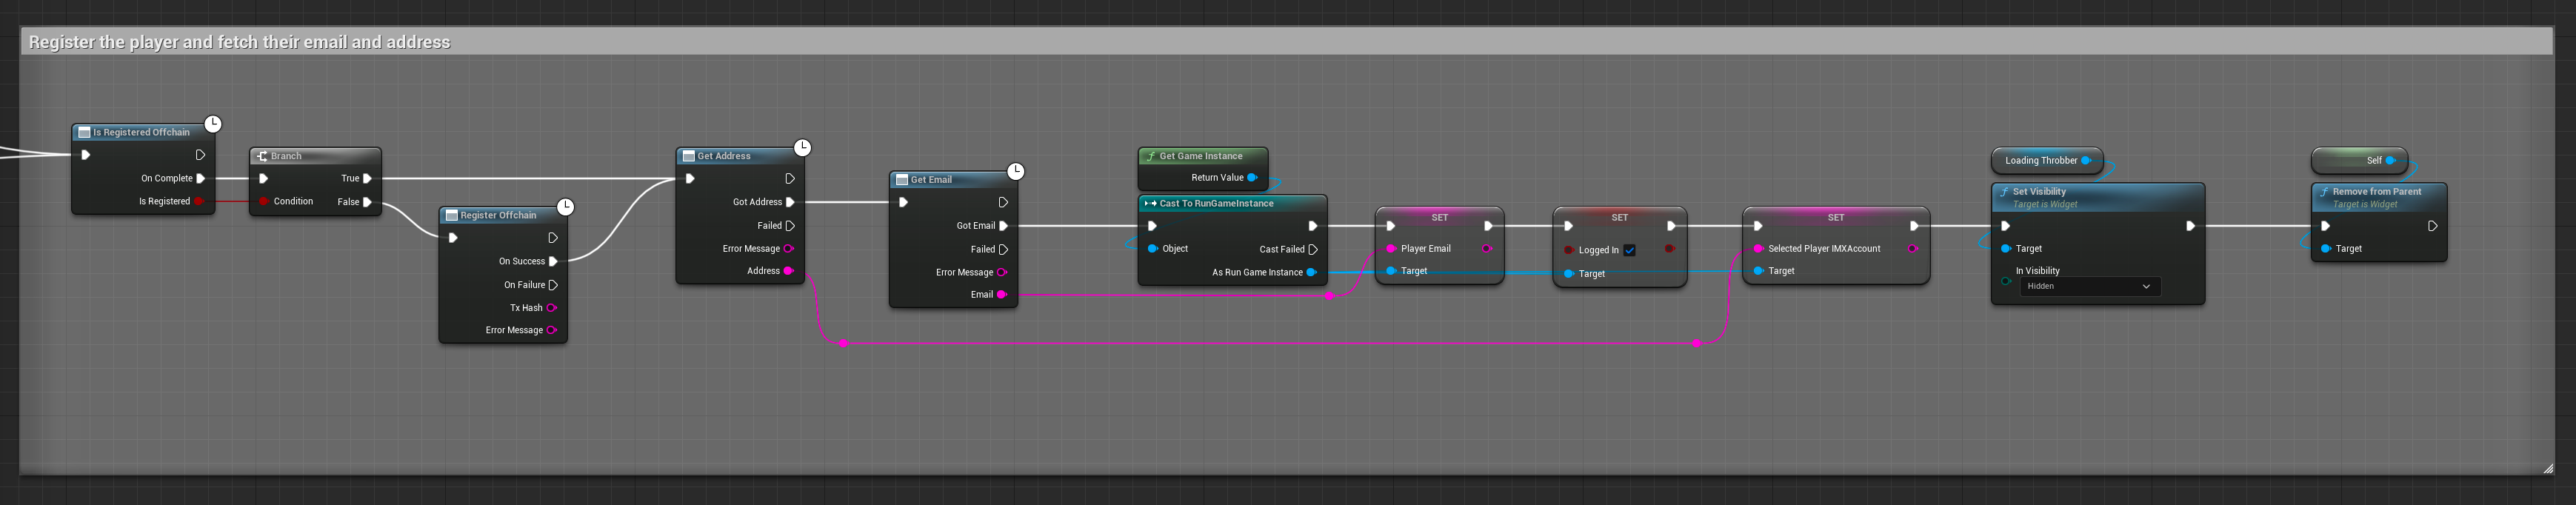 Register the player and fetch their email and address
Is Registered Offchain
On Complete
Is Registered
Branch
True
Condition
False
Register Offchain
On Success
On Failure
Tx Hash
Error Message
Get Address
Got Address
Failed
Error Message
Address
Get Email
Got Email
Failed
Error Message
Email
Get Game Instance
Return Value
Cast To RunGameInstance
Object
Cast Failed
As Run Game Instance
SET
Player Email
Target
SET
Logged In
Target
SET
Selected Player IMXAccount
Target
Loading Throbber
Set Visibility
Target is Widget
Target
In Visibility
Hidden
Self
Remove from Parent
Target is Widget
Target